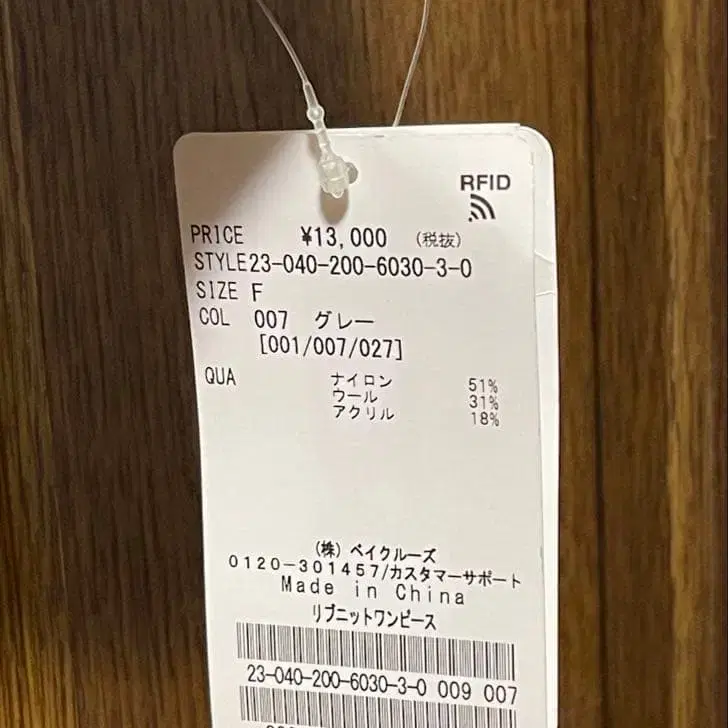 RFID
PRICE ¥13,000 (税抜)
STYLE23-040-200-6030-3-0
SIZE F
COL 007 グレー
[001/007/027]
QUA ナイロン 51%
ウール 31%
アクリル 18%
(株) ベイクルーズ
0120-301457/カスタマーサポート
Made in China
リブニットワンピース
23-040-200-6030-3-0 009 007